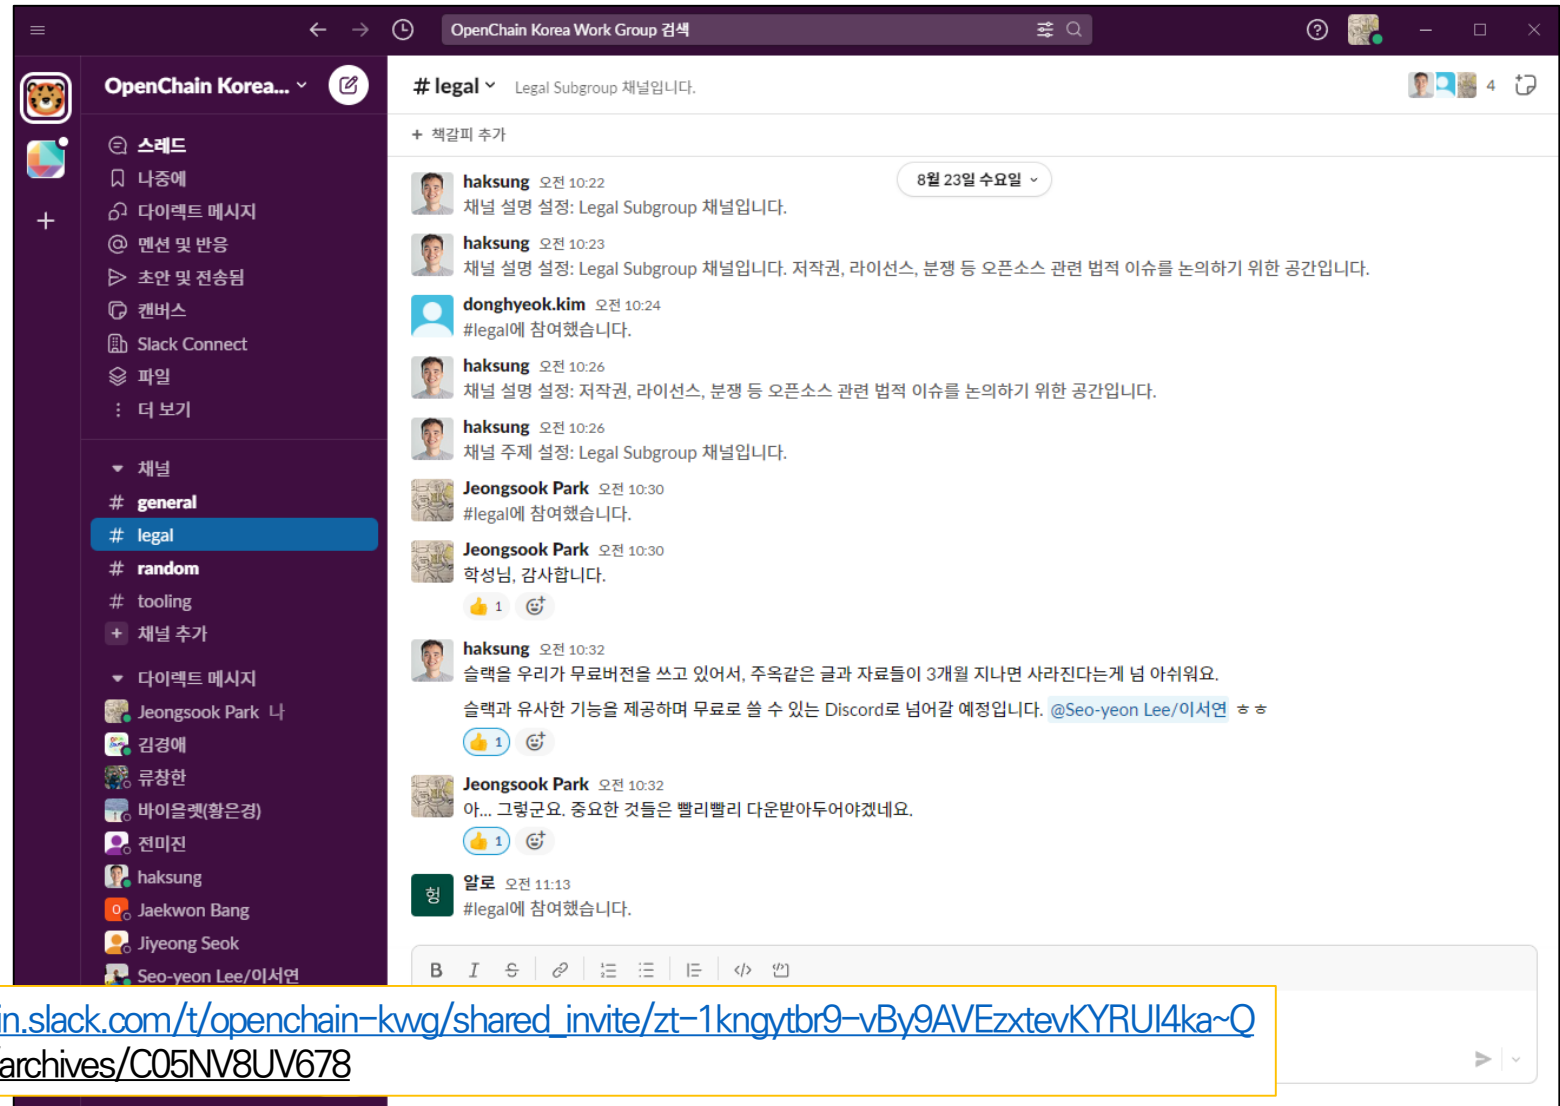 OpenChain Korea Work Group 검색
OpenChain Korea...
스레드
나중에
다이렉트 메시지
멘션 및 반응
초안 및 전송됨
캔버스
Slack Connect
파일
더 보기
채널
# general
# legal
# random
# tooling
+ 채널 추가
다이렉트 메시지
Jeongsook Park 나
김경애
류창한
바이올렛(황은경)
전미진
haksung
Jaekwon Bang
Jiyeong Seok
Seo-yeon Lee/이서연
# legal Legal Subgroup 채널입니다.
4
+ 책갈피 추가
8월 23일 수요일
haksung 오전 10:22
채널 설명 설정: Legal Subgroup 채널입니다.
haksung 오전 10:23
채널 설명 설정: Legal Subgroup 채널입니다. 저작권, 라이선스, 분쟁 등 오픈소스 관련 법적 이슈를 논의하기 위한 공간입니다.
donghyeok.kim 오전 10:24
#legal에 참여했습니다.
haksung 오전 10:26
채널 설명 설정: 저작권, 라이선스, 분쟁 등 오픈소스 관련 법적 이슈를 논의하기 위한 공간입니다.
haksung 오전 10:26
채널 주제 설정: Legal Subgroup 채널입니다.
Jeongsook Park 오전 10:30
#legal에 참여했습니다.
Jeongsook Park 오전 10:30
학성님, 감사합니다.
👍 1
haksung 오전 10:32
슬랙을 우리가 무료버전을 쓰고 있어서, 주옥같은 글과 자료들이 3개월 지나면 사라진다는게 넘 아쉬워요.
슬랙과 유사한 기능을 제공하며 무료로 쓸 수 있는 Discord로 넘어갈 예정입니다. @Seo-yeon Lee/이서연 ㅎㅎ
👍 1
Jeongsook Park 오전 10:32
아... 그렇군요. 중요한 것들은 빨리빨리 다운받아두어야겠네요.
👍 1
헝
알로 오전 11:13
#legal에 참여했습니다.
B I S
in.slack.com/t/openchain-kwg/shared_invite/zt-1kngytbr9-vBy9AVEzxtevKYRUI4ka~Q
/archives/C05NV8UV678